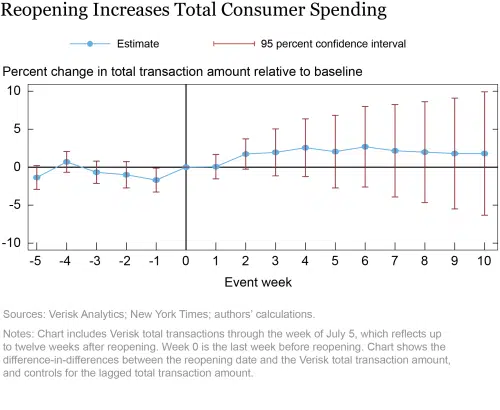 Reopening Increases Total Consumer Spending
Estimate 95 percent confidence interval
Percent change in total transaction amount relative to baseline
10
5
0
-5
-10
-5 -4 -3 -2 -1 0 1 2 3 4 5 6 7 8 9 10
Event week
Sources: Verisk Analytics; New York Times; authors' calculations.
Notes: Chart includes Verisk total transactions through the week of July 5, which reflects up
to twelve weeks after reopening. Week 0 is the last week before reopening. Chart shows the
difference-in-differences between the reopening date and the Verisk total transaction amount,
and controls for the lagged total transaction amount.